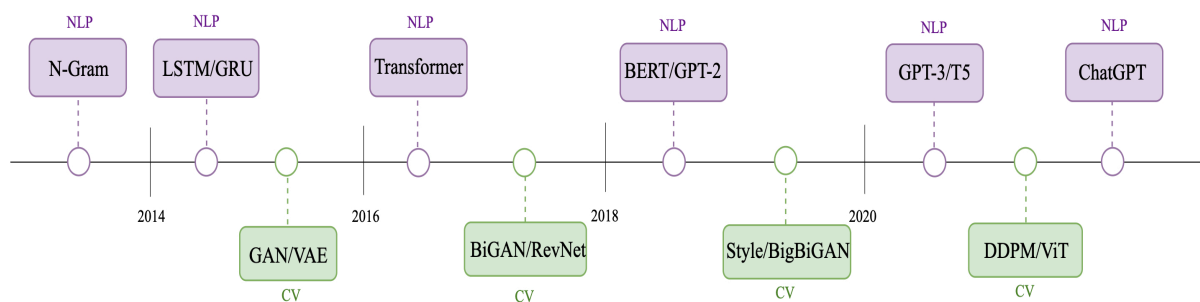 NLP
NLP
NLP
NLP
NLP
NLP
N-Gram
LSTM/GRU
Transformer
BERT/GPT-2
GPT-3/T5
ChatGPT
2014
2016
2018
2020
GAN/VAE
BiGAN/RevNet
Style/BigBiGAN
DDPM/ViT
CV
CV
CV
CV